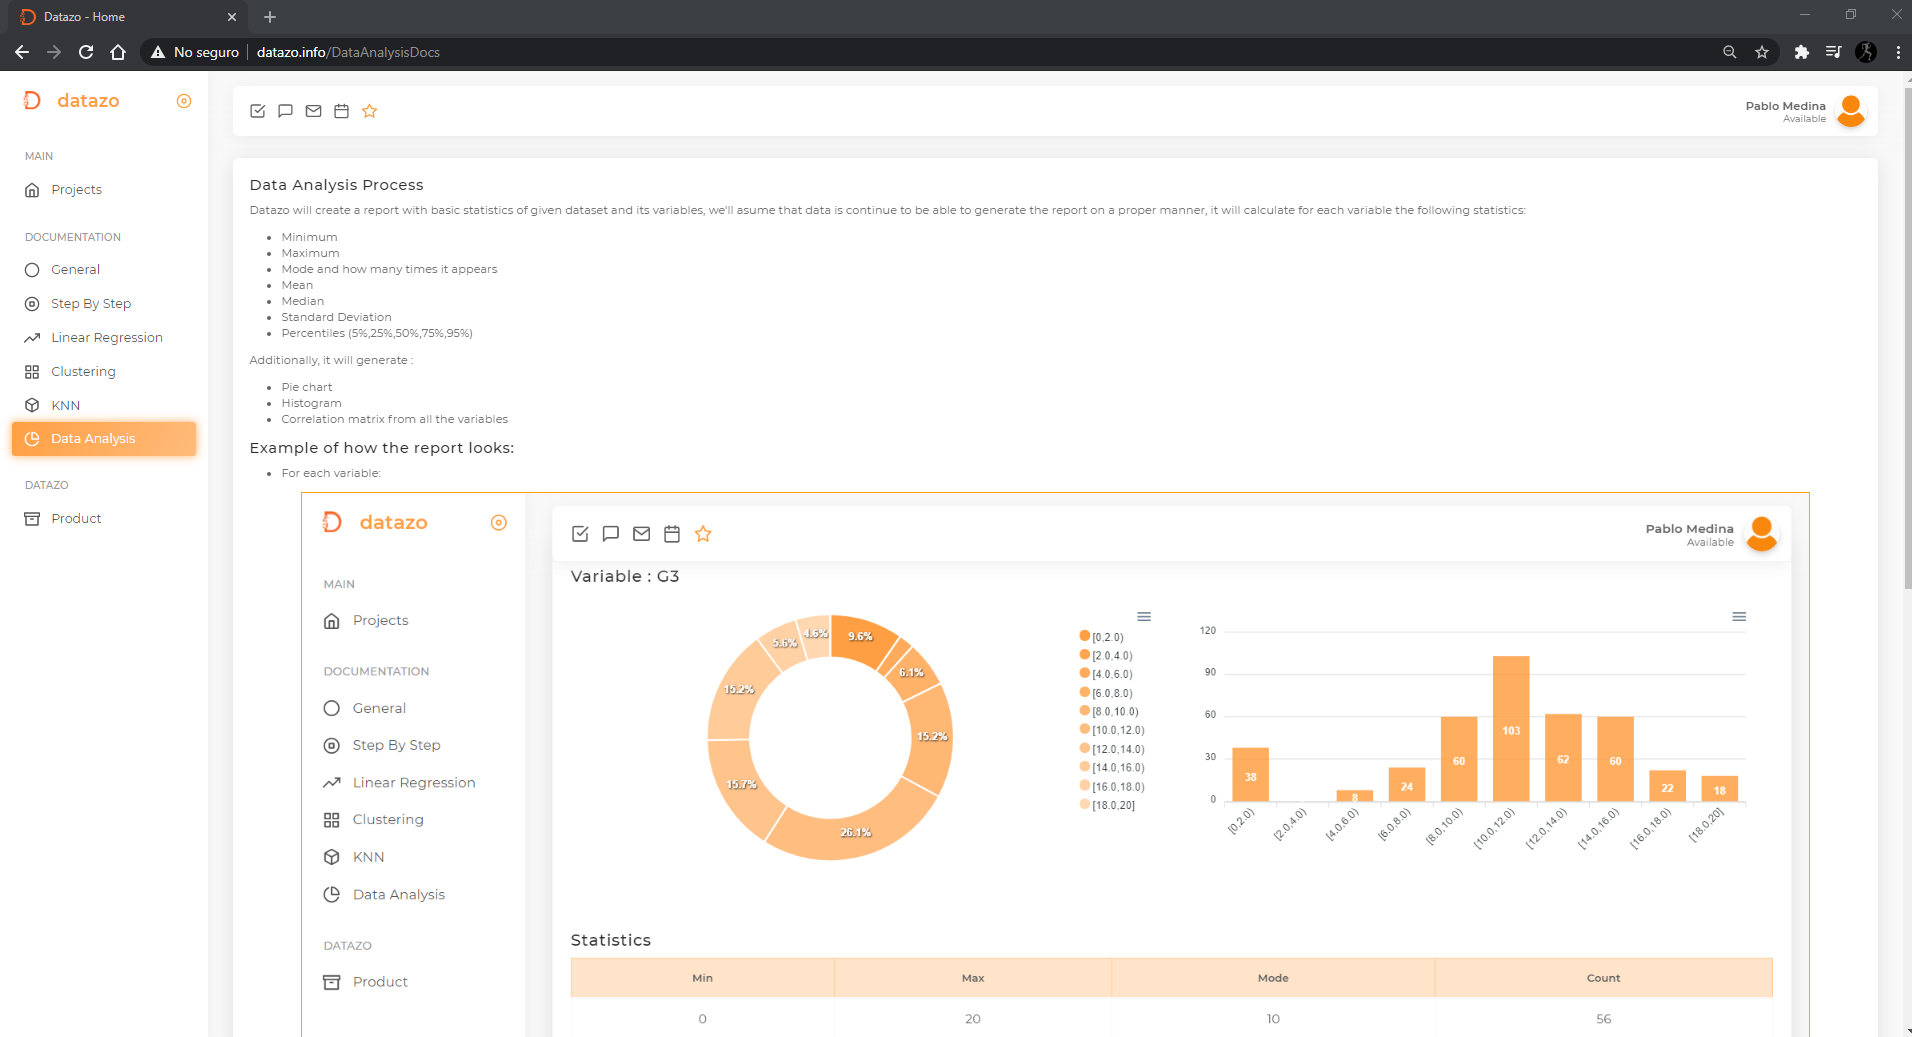 Datazo - Home
No seguro
datazo.info/DataAnalysisDocs
datazo
MAIN
Projects
DOCUMENTATION
General
Step By Step
Linear Regression
Clustering
KNN
Data Analysis
DATAZO
Product
Pablo Medina
Available
Data Analysis Process
Datazo will create a report with basic statistics of given dataset and its variables, we'll asume that data is continue to be able to generate the report on a proper manner, it will calculate for each variable the following statistics:
Minimum
Maximum
Mode and how many times it appears
Mean
Median
Standard Deviation
Percentiles (5%,25%,50%,75%,95%)
Additionally, it will generate :
Pie chart
Histogram
Correlation matrix from all the variables
Example of how the report looks:
For each variable:
datazo
MAIN
Projects
DOCUMENTATION
General
Step By Step
Linear Regression
Clustering
KNN
Data Analysis
DATAZO
Product
Pablo Medina
Available
Variable : G3
9.6%
6.1%
15.2%
26.1%
15.7%
15.2%
5.6%
4.6%
[0,2.0)
[2.0,4.0)
[4.0,6.0)
[6.0,8.0)
[8.0,10.0)
[10.0,12.0)
[12.0,14.0)
[14.0,16.0)
[16.0,18.0)
[18.0,20]
120
90
60
30
0
38
8
24
60
103
62
60
22
18
[0,2.0)
[2.0,4.0)
[4.0,6.0)
[6.0,8.0)
[8.0,10.0)
[10.0,12.0)
[12.0,14.0)
[14.0,16.0)
[16.0,18.0)
[18.0,20]
Statistics
Min Max Mode Count
0 20 10 56